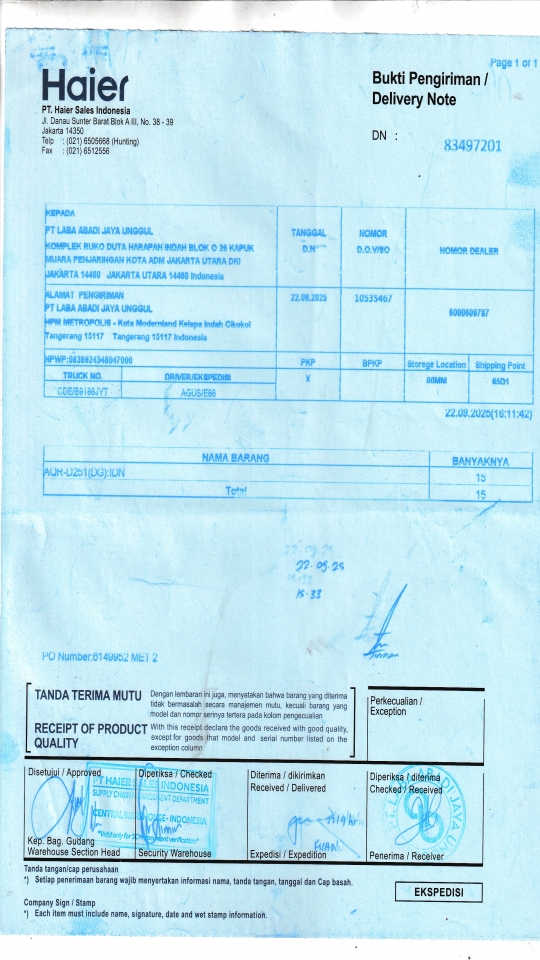 Page 1 of 1
Haier
PT. Haier Sales Indonesia
Jl. Danau Sunter Barat Blok A III, No. 38 - 39
Jakarta 14350
Telp : (021) 6505668 (Hunting)
Fax : (021) 6512556
Bukti Pengiriman /
Delivery Note
DN :
83497201
KEPADA
PT LABA ABADI JAYA UNGGUL
KOMPLEK RUKO DUTA HARAPAN INDAH BLOK O 26 KAPUK
MUARA PENJARINGAN KOTA ADM JAKARTA UTARA DKI
JAKARTA 14460 JAKARTA UTARA 14460 Indonesia
TANGGAL
D.N
NOMOR
D.O.Y/SO
NOMOR DEALER
ALAMAT PENGIRIMAN
PT LABA ABADI JAYA UNGGUL
HPM METROPOLIS - Kota Modernland Kelapa Indah Cikokol
Tangerang 15117 Tangerang 15117 Indonesia
22.09.2025
10535467
NPWP:0838924348047000
PKP
BPKP
Storege Location
Shipping Point
TRUCK NO.
DRIVER/EKSPEDISI
X
65D1
AGUS/E86
22.09.2025(16:11:42)
NAMA BARANG
BANYAKNYA
AQR-D251(DG):IDN
15
Total
15
22.09.25
15.33
PO Number:6149952 MET 2
TANDA TERIMA MUTU
Dengan lembaran ini juga, menyatakan bahwa barang yang diterima
tidak bermasalah secara manajemen mutu, kecuali barang yang
model dan nomor serinya tertera pada kolom pengecualian
RECEIPT OF PRODUCT
QUALITY
With this receipt declare the goods received with good quality,
except for goods that model and serial number listed on the
exception column
Perkecualian /
Exception
Disetujui / Approved
Diperiksa / Checked
Diterima / dikirimkan
Received / Delivered
Diperiksa / diterima
Checked / Received
PT HAIER SALES INDONESIA
Kep. Bag. Gudang
Warehouse Section Head
Security Warehouse
Expedisi / Expedition
Penerima / Receiver
Tanda tangan/cap perusahaan
*) Setiap penerimaan barang wajib menyertakan informasi nama, tanda tangan, tanggal dan Cap basah.
EKSPEDISI
Company Sign / Stamp
*) Each item must include name, signature, date and wet stamp information.